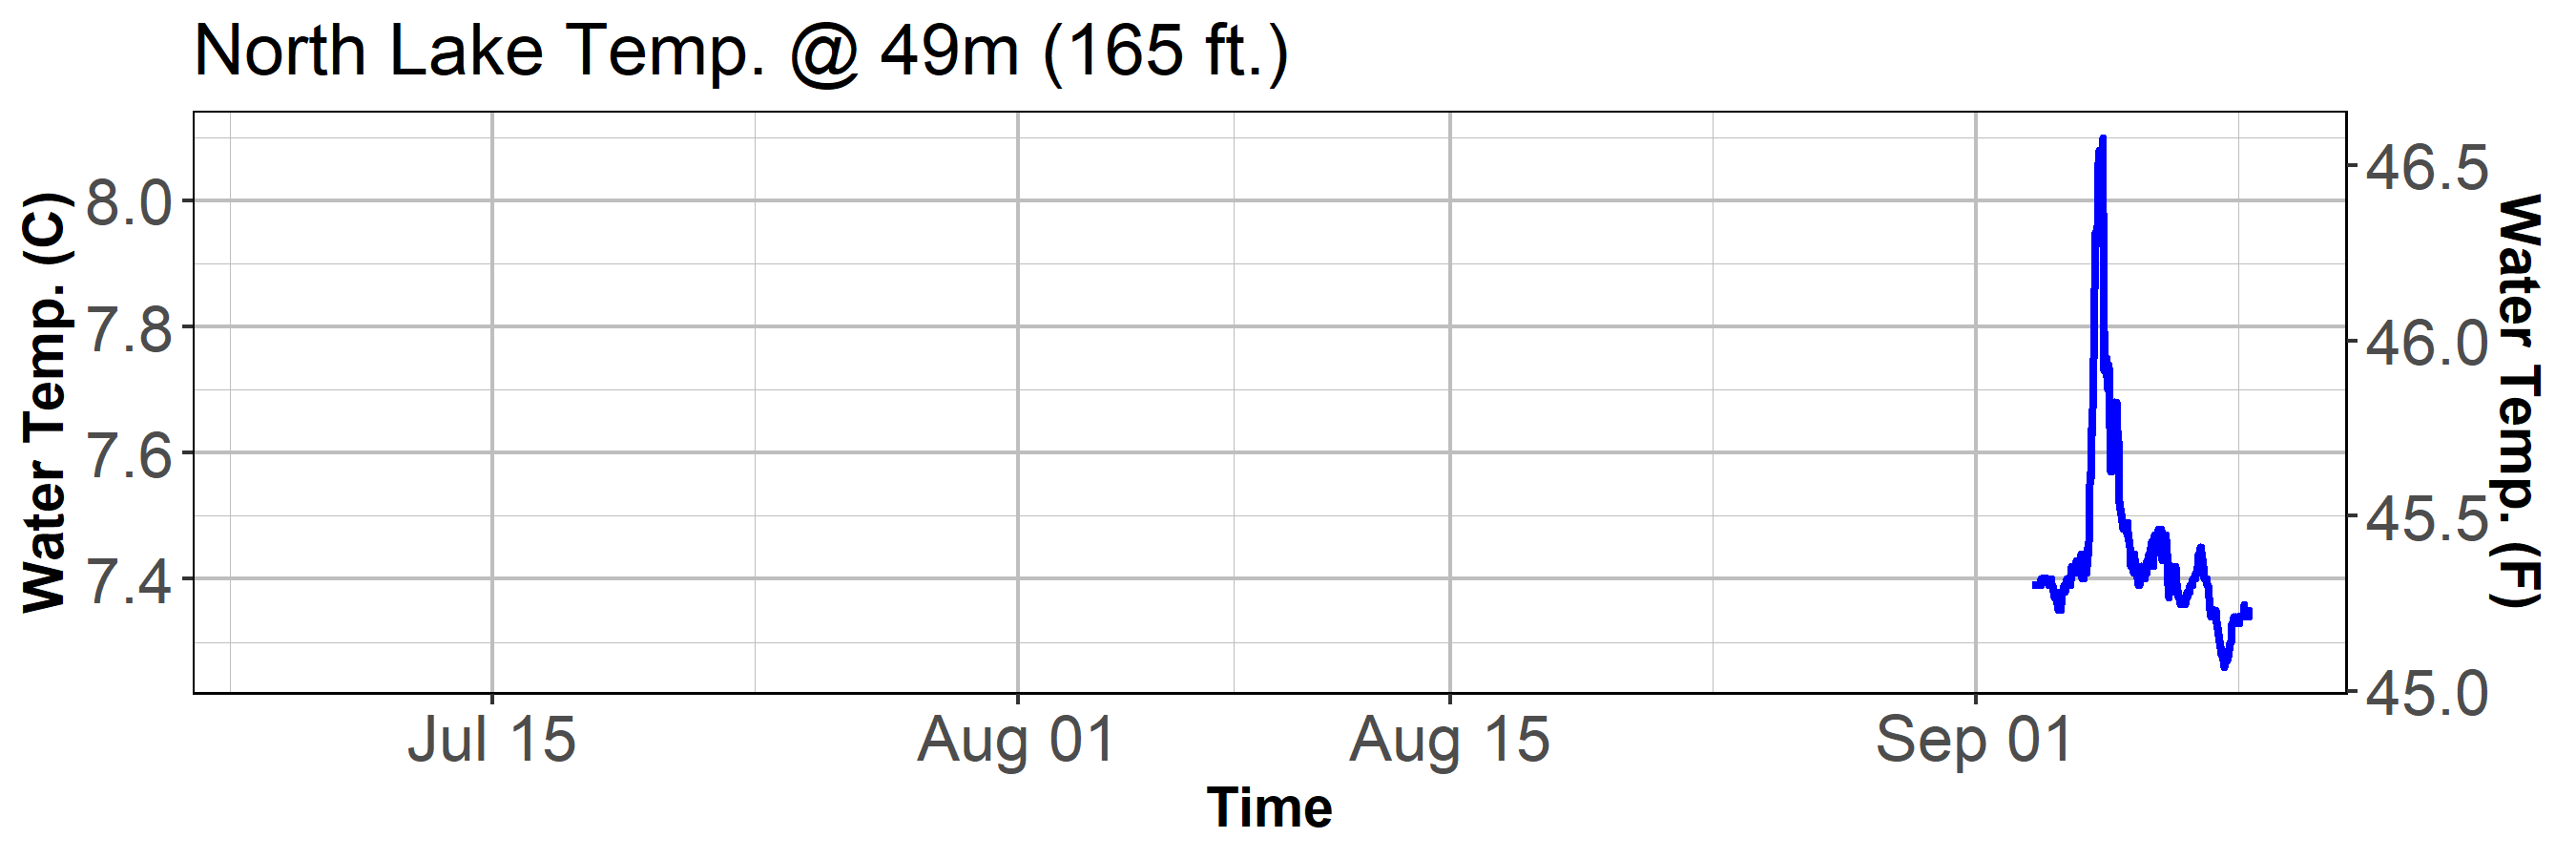 North Lake Temp. @ 49m (165 ft.)
Water Temp. (C)
8.0
7.8
7.6
7.4
46.5
46.0
45.5
45.0
Water Temp. (F)
Jul 15 Aug 01 Aug 15 Sep 01
Time